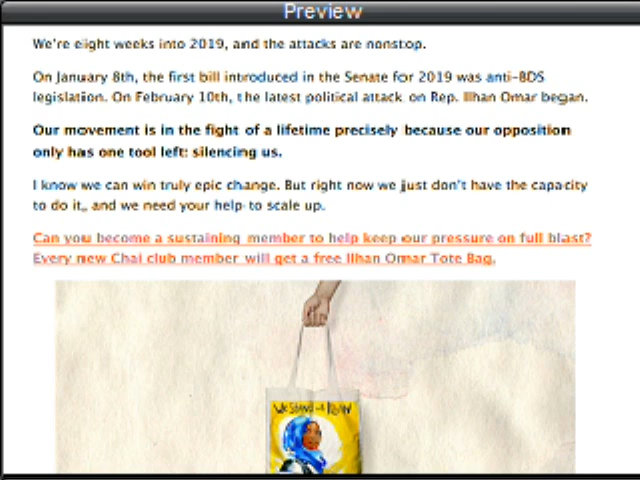 Preview
We're eight weeks into 2019, and the attacks are nonstop.
On January 8th, the first bill introduced in the Senate for 2019 was anti-BDS
legislation. On February 10th, the latest political attack on Rep. Ilhan Omar began.
Our movement is in the fight of a lifetime precisely because our opposition
only has one tool left: silencing us.
I know we can win truly epic change. But right now we just don't have the capacity
to do it,, and we need your help to scale up.
Can you become a sustaining member to help keep our pressure on full blast?
Every new Chai club member will get a free Ilhan Omar Tote Bag.
We Stand with Ilhan